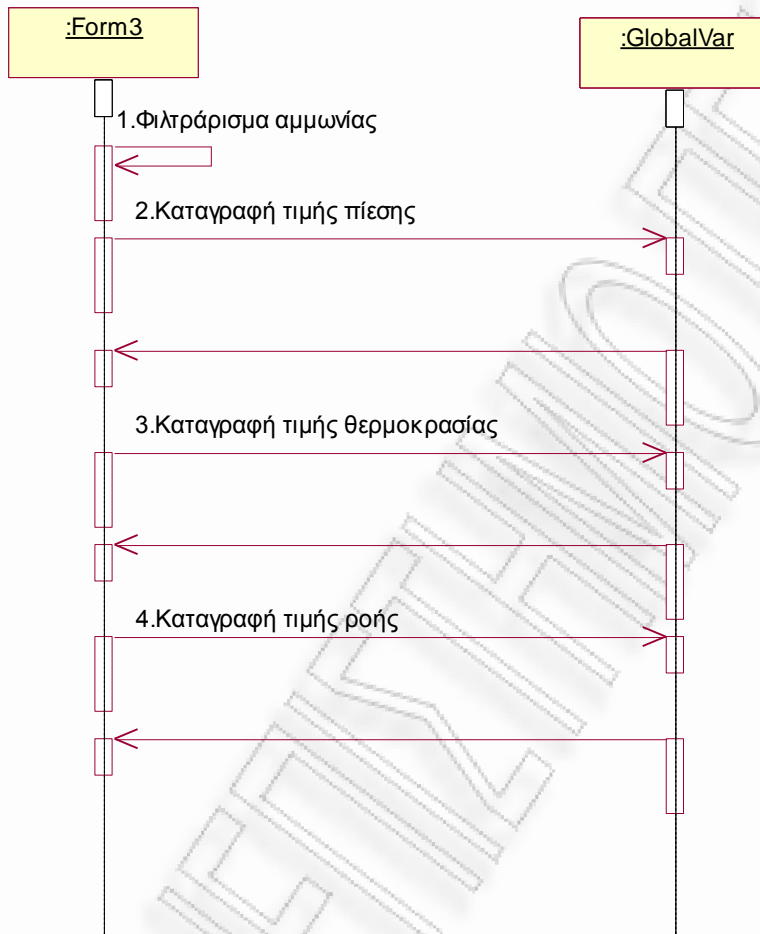 :Form3
:GlobalVar
1.Φιλτράρισμα αμμωνίας
2.Καταγραφή τιμής πίεσης
3.Καταγραφή τιμής θερμοκρασίας
4.Καταγραφή τιμής ροής